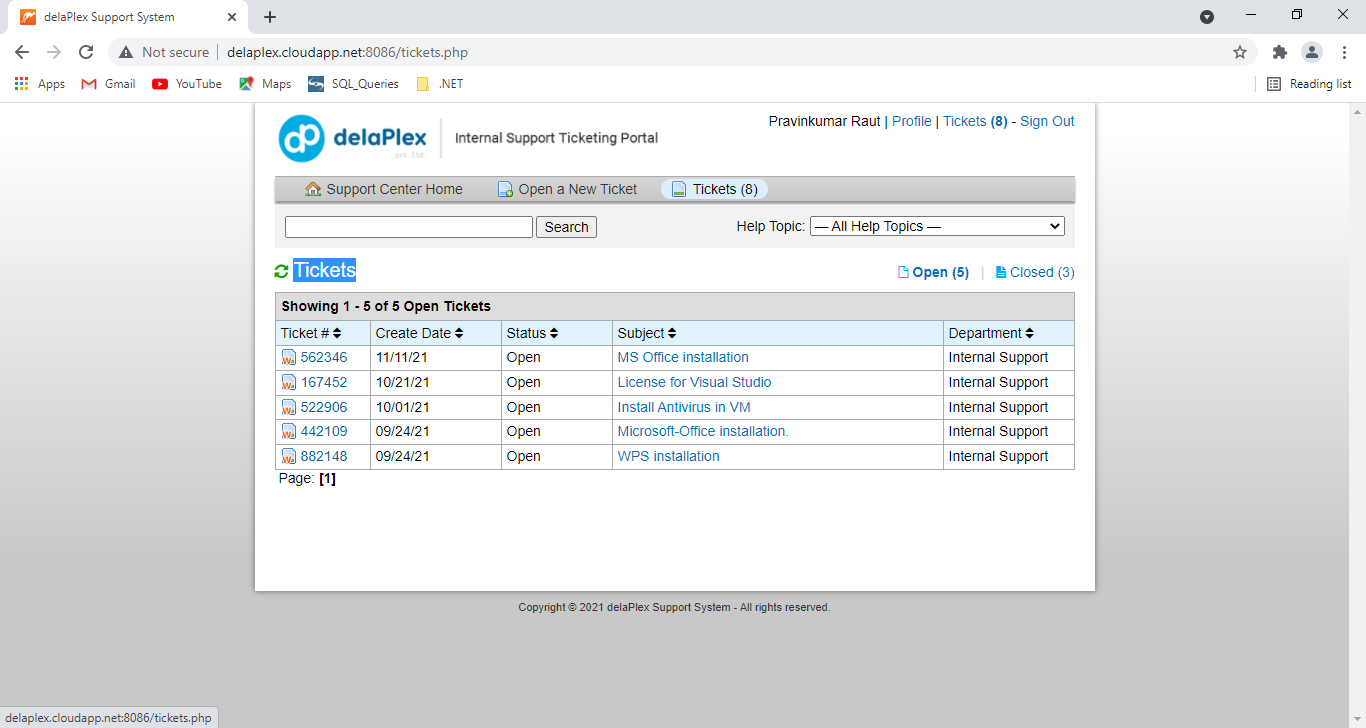 delaPlex Support System
Not secure delaplex.cloudapp.net:8086/tickets.php
Apps Gmail YouTube Maps SQL_Queries .NET Reading list
dp delaPlex pvt.ltd. Internal Support Ticketing Portal
Pravinkumar Raut | Profile | Tickets (8) - Sign Out
Support Center Home Open a New Ticket Tickets (8)
Search Help Topic: — All Help Topics —
Tickets Open (5) | Closed (3)
Showing 1 - 5 of 5 Open Tickets
Ticket # Create Date Status Subject Department
562346 11/11/21 Open MS Office installation Internal Support
167452 10/21/21 Open License for Visual Studio Internal Support
522906 10/01/21 Open Install Antivirus in VM Internal Support
442109 09/24/21 Open Microsoft-Office installation. Internal Support
882148 09/24/21 Open WPS installation Internal Support
Page: [1]
Copyright © 2021 delaPlex Support System - All rights reserved.
delaplex.cloudapp.net:8086/tickets.php